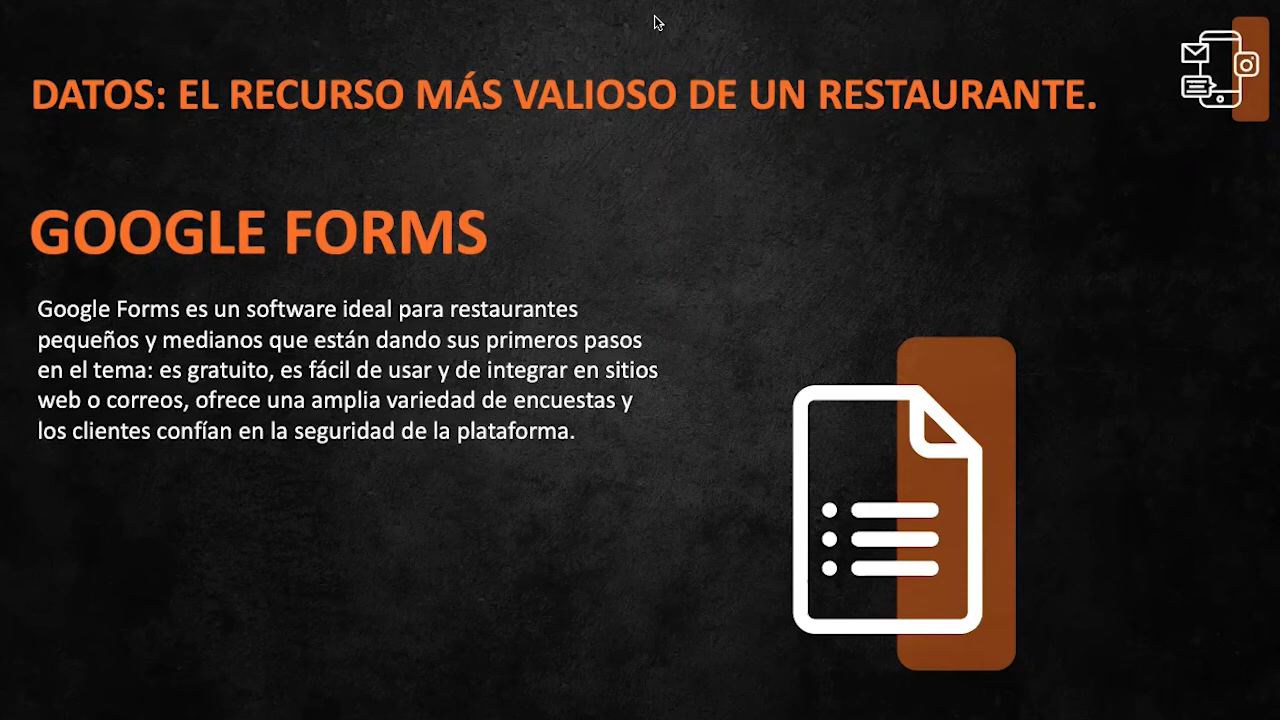 DATOS: EL RECURSO MÁS VALIOSO DE UN RESTAURANTE.
GOOGLE FORMS
Google Forms es un software ideal para restaurantes
pequeños y medianos que están dando sus primeros pasos
en el tema: es gratuito, es fácil de usar y de integrar en sitios
web o correos, ofrece una amplia variedad de encuestas y
los clientes confían en la seguridad de la plataforma.